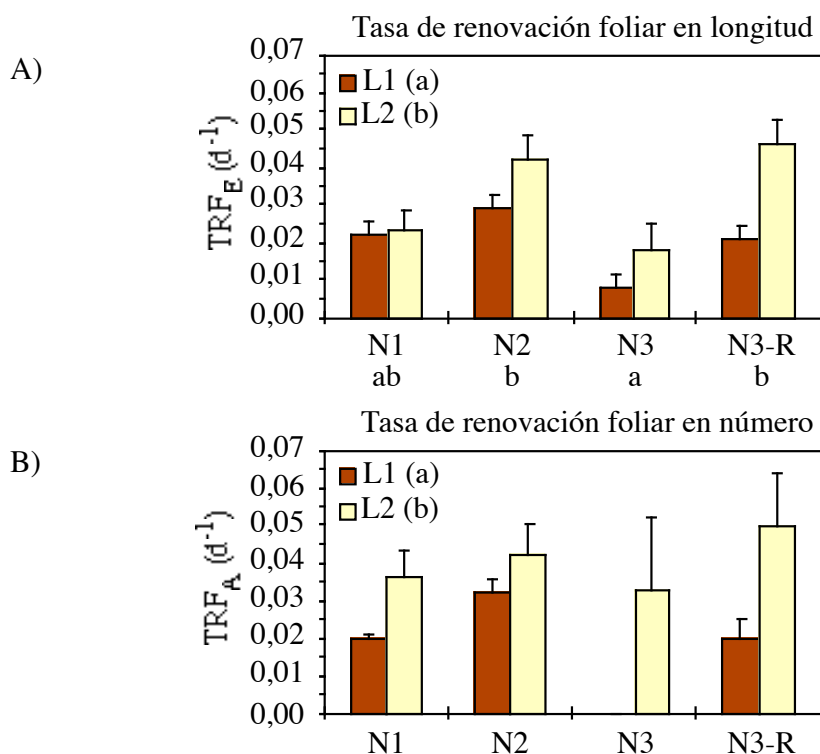 Tasa de renovación foliar en longitud
A)
0,07
0,06
0,05
0,04
0,03
0,02
0,01
0,00
TRF_E (d⁻¹)
L1 (a)
L2 (b)
N1 N2 N3 N3-R
ab b a b
Tasa de renovación foliar en número
B)
0,07
0,06
0,05
0,04
0,03
0,02
0,01
0,00
TRF_A (d⁻¹)
L1 (a)
L2 (b)
N1 N2 N3 N3-R